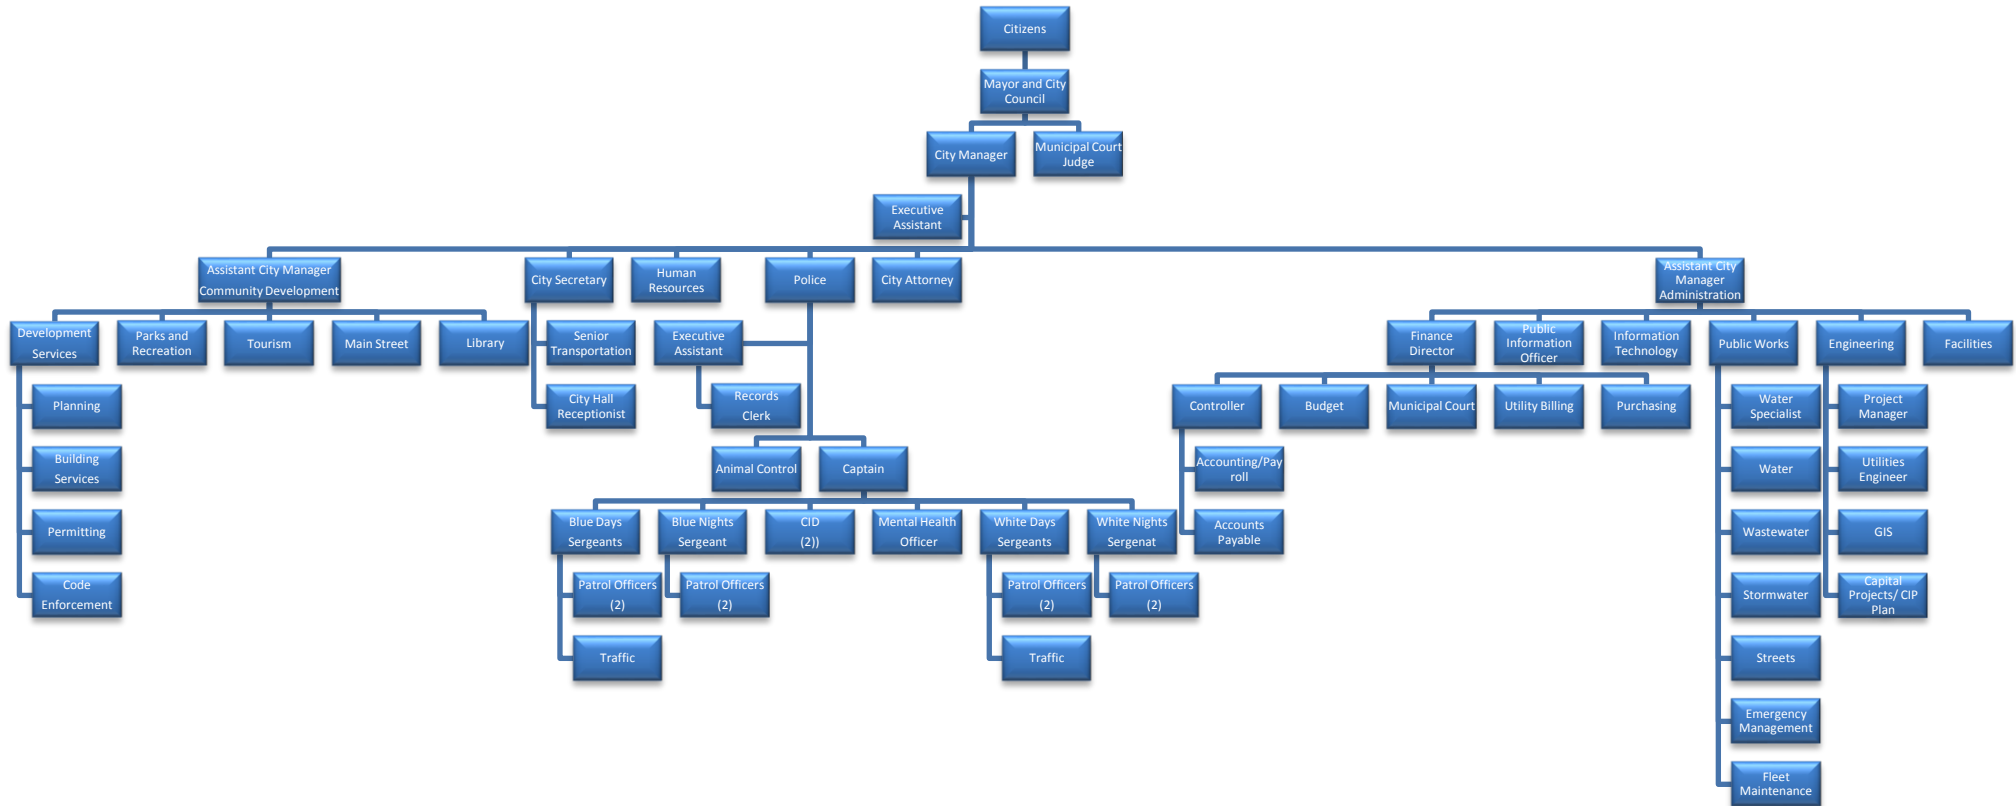 Citizens
Mayor and City
Council
City Manager
Municipal Court
Judge
Executive
Assistant
Assistant City Manager
Community Development
City Secretary
Human
Resources
Police
City Attorney
Assistant City
Manager
Administration
Development
Services
Parks and
Recreation
Tourism
Main Street
Library
Senior
Transportation
Executive
Assistant
Finance
Director
Public
Information
Officer
Information
Technology
Public Works
Engineering
Facilities
Planning
City Hall
Receptionist
Records
Clerk
Controller
Budget
Municipal Court
Utility Billing
Purchasing
Water
Specialist
Project
Manager
Building
Services
Animal Control
Captain
Accounting/Pay
roll
Water
Utilities
Engineer
Permitting
Blue Days
Sergeants
Blue Nights
Sergeant
CID
(2))
Mental Health
Officer
White Days
Sergeants
White Nights
Sergenat
Accounts
Payable
Wastewater
GIS
Code
Enforcement
Patrol Officers
(2)
Patrol Officers
(2)
Patrol Officers
(2)
Patrol Officers
(2)
Stormwater
Capital
Projects/ CIP
Plan
Traffic
Traffic
Streets
Emergency
Management
Fleet
Maintenance